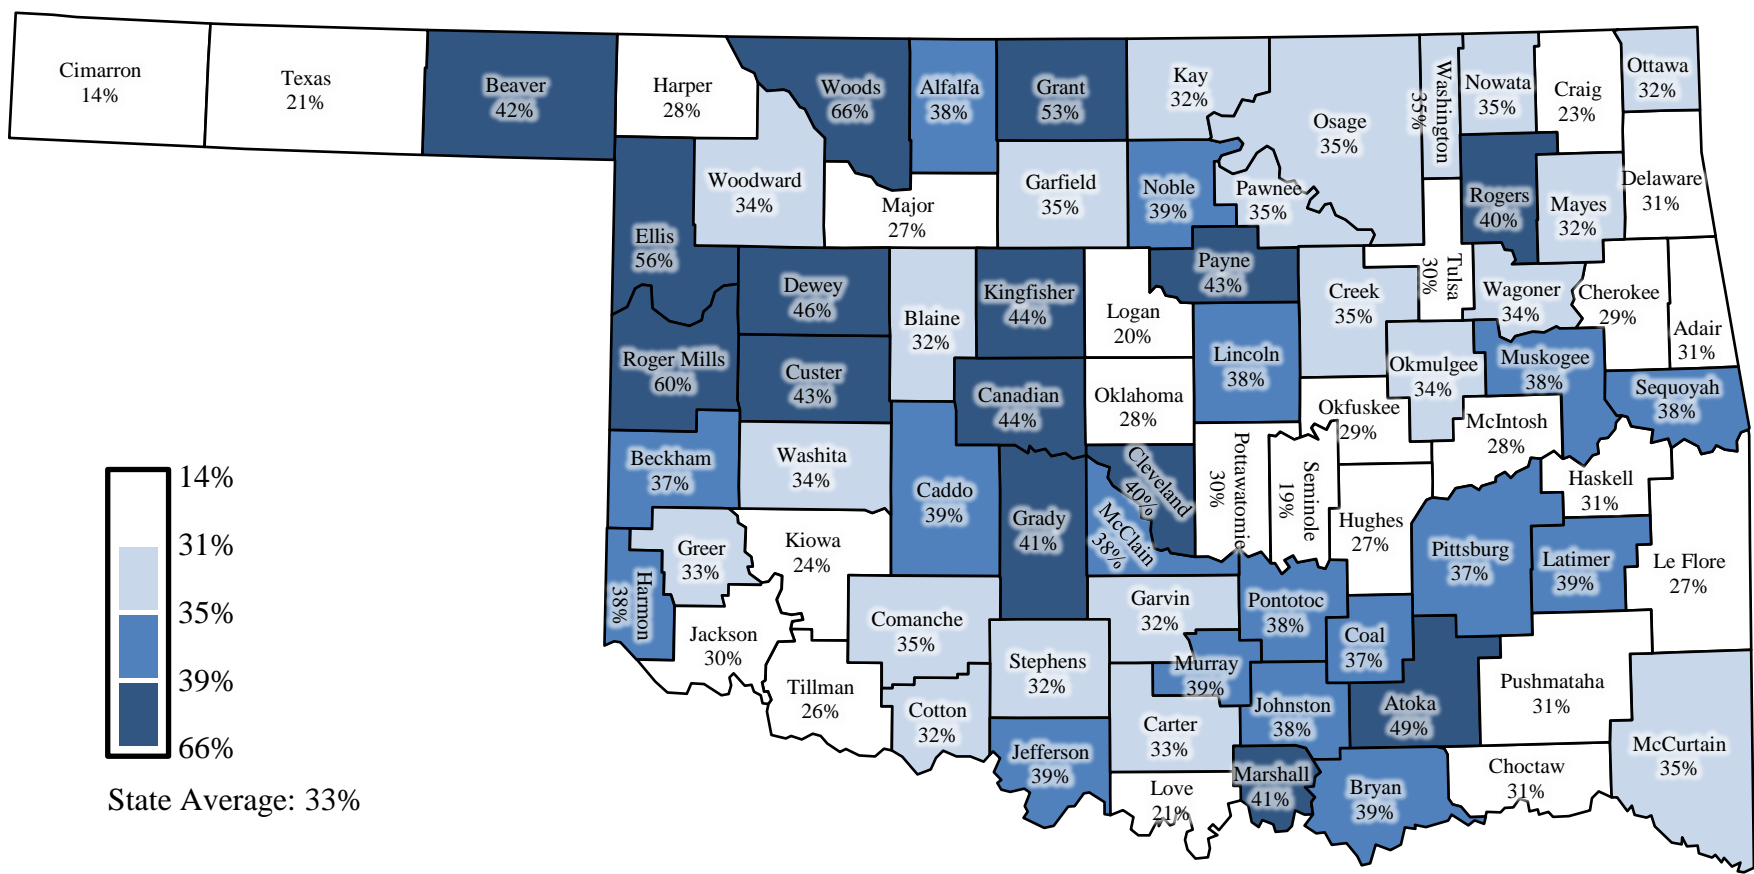 Cimarron
14%
Texas
21%
Beaver
42%
Harper
28%
Woods
66%
Alfalfa
38%
Grant
53%
Kay
32%
Osage
35%
Washington
35%
Nowata
35%
Craig
23%
Ottawa
32%
Woodward
34%
Major
27%
Garfield
35%
Noble
39%
Pawnee
35%
Rogers
40%
Mayes
32%
Delaware
31%
Ellis
56%
Dewey
46%
Blaine
32%
Kingfisher
44%
Logan
20%
Payne
43%
Creek
35%
Tulsa
30%
Wagoner
34%
Cherokee
29%
Adair
31%
Roger Mills
60%
Custer
43%
Canadian
44%
Oklahoma
28%
Lincoln
38%
Okmulgee
34%
Muskogee
38%
Sequoyah
38%
Okfuskee
29%
McIntosh
28%
Beckham
37%
Washita
34%
Caddo
39%
Grady
41%
Cleveland
40%
McClain
38%
Pottawatomie
30%
Seminole
19%
Hughes
27%
Haskell
31%
Pittsburg
37%
Latimer
39%
Le Flore
27%
Greer
33%
Kiowa
24%
Harmon
38%
Jackson
30%
Tillman
26%
Comanche
35%
Cotton
32%
Stephens
32%
Garvin
32%
Murray
39%
Pontotoc
38%
Coal
37%
Johnston
38%
Atoka
49%
Pushmataha
31%
McCurtain
35%
Jefferson
39%
Carter
33%
Love
21%
Marshall
41%
Bryan
39%
Choctaw
31%
14%
31%
35%
39%
66%
State Average: 33%